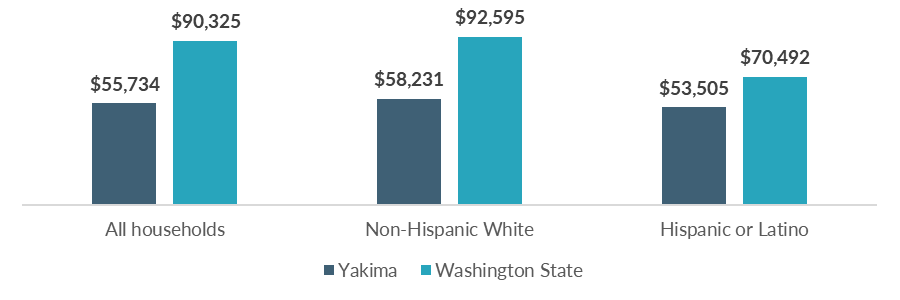 $90,325
$92,595
$55,734
$58,231
$53,505
$70,492
All households
Non-Hispanic White
Hispanic or Latino
Yakima
Washington State